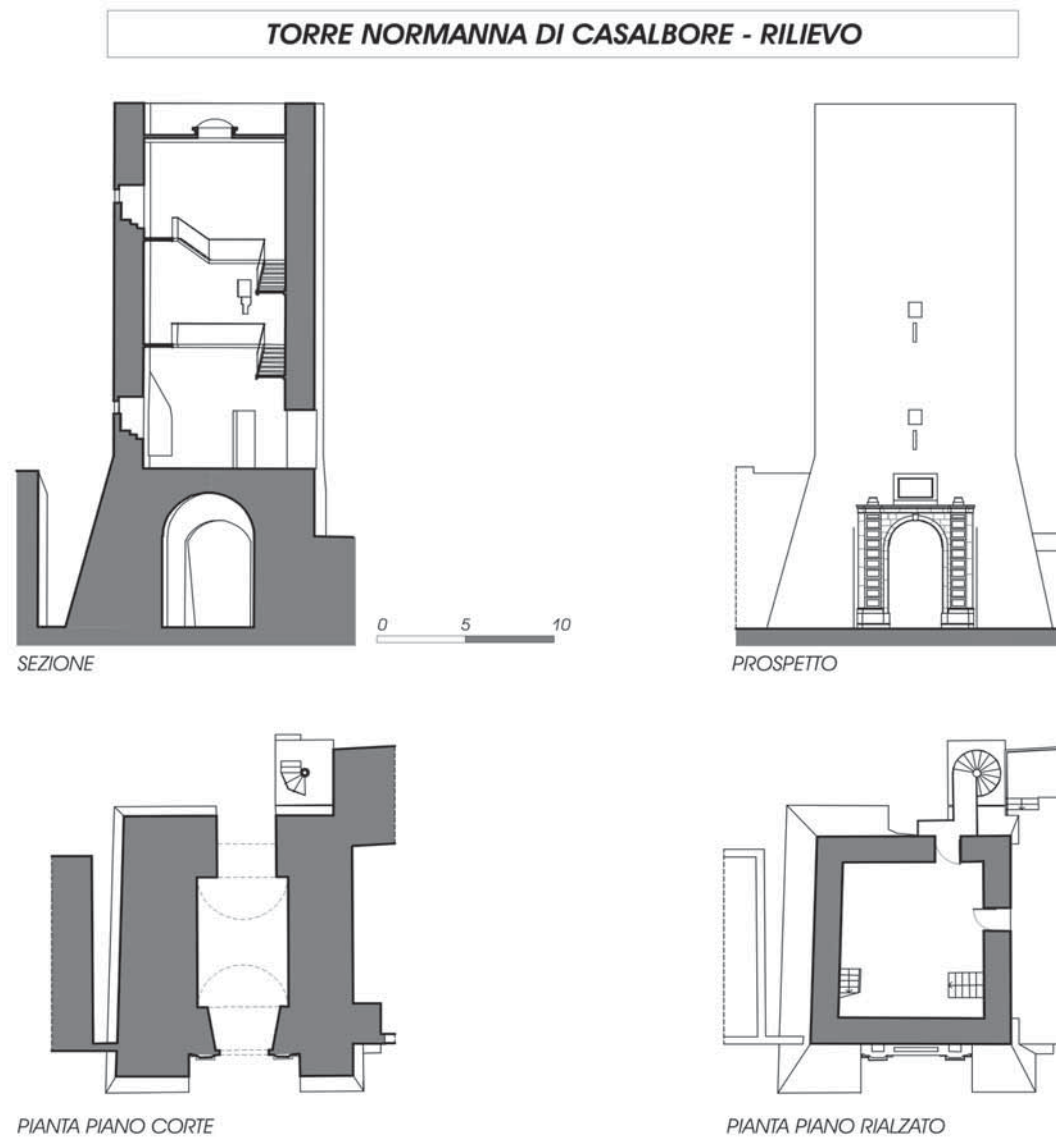 TORRE NORMANNA DI CASALBORE - RILIEVO
0 5 10
SEZIONE
PROSPETTO
PIANTA PIANO CORTE
PIANTA PIANO RIALZATO